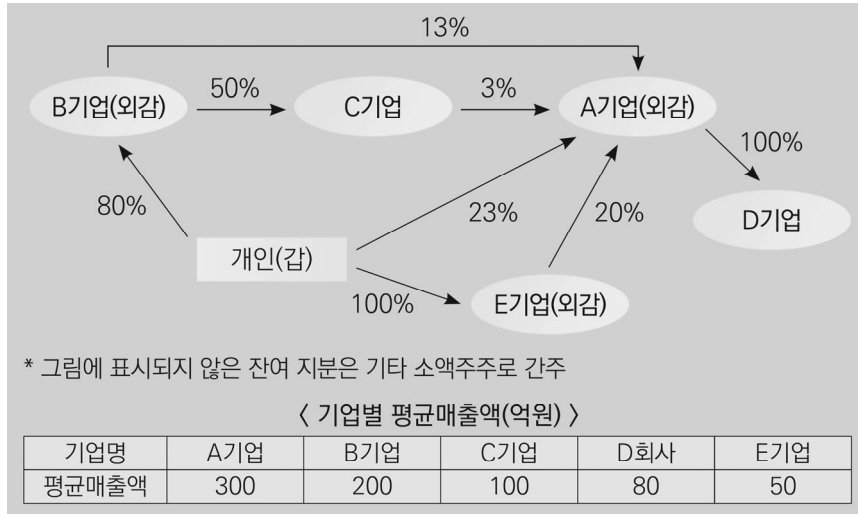 13%
B기업(외감) 50% C기업 3% A기업(외감)
100%
80% 23% 20% D기업
개인(갑)
100% E기업(외감)
* 그림에 표시되지 않은 잔여 지분은 기타 소액주주로 간주
〈 기업별 평균매출액(억원) 〉
기업명 A기업 B기업 C기업 D회사 E기업
평균매출액 300 200 100 80 50